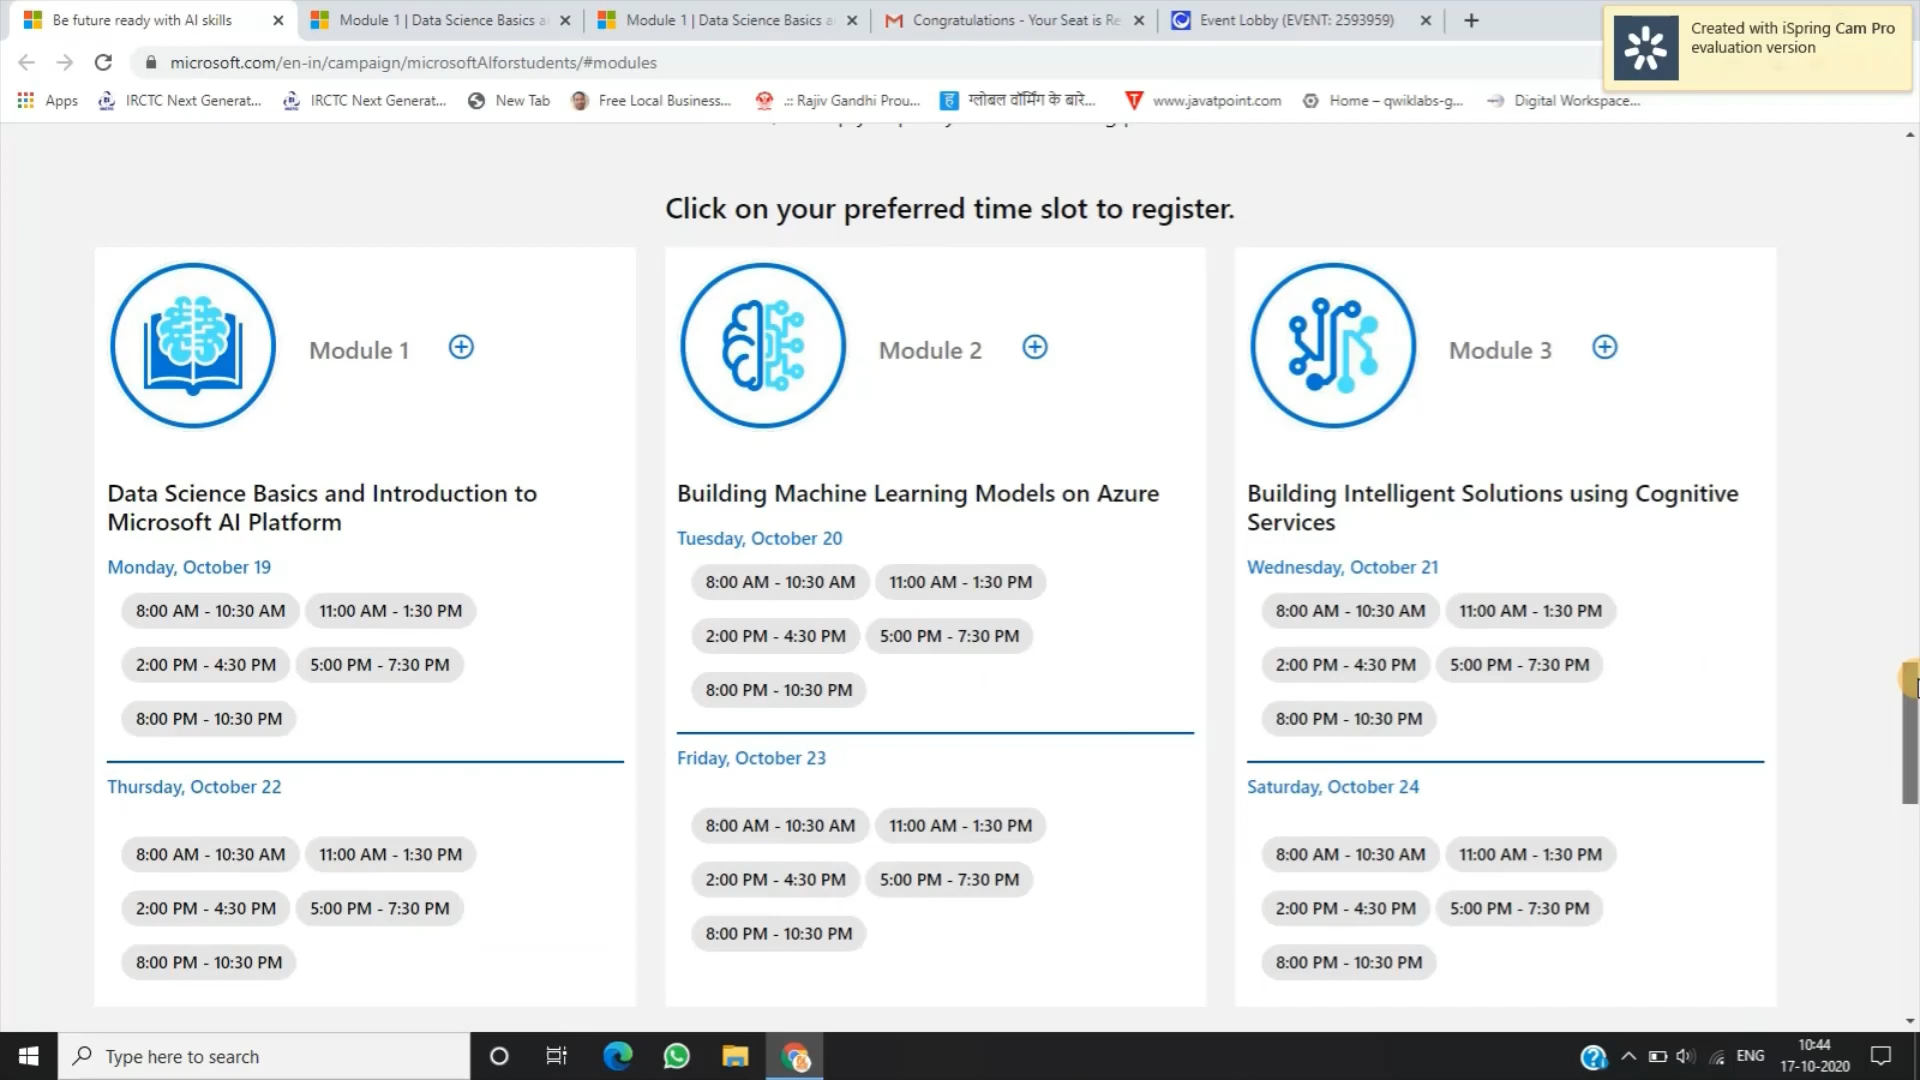 Be future ready with AI skills
Module 1 | Data Science Basics a
Module 1 | Data Science Basics a
Congratulations - Your Seat is Re
Event Lobby (EVENT: 2593959)
Created with iSpring Cam Pro
evaluation version
microsoft.com/en-in/campaign/microsoftAIforstudents/#modules
Apps
IRCTC Next Generat...
IRCTC Next Generat...
New Tab
Free Local Business...
.:: Rajiv Gandhi Prou...
ग्लोबल वॉर्मिंग के बारे...
www.javatpoint.com
Home – qwiklabs-g...
Digital Workspace...
Click on your preferred time slot to register.
Module 1
Data Science Basics and Introduction to
Microsoft AI Platform
Monday, October 19
8:00 AM - 10:30 AM 11:00 AM - 1:30 PM
2:00 PM - 4:30 PM 5:00 PM - 7:30 PM
8:00 PM - 10:30 PM
Thursday, October 22
8:00 AM - 10:30 AM 11:00 AM - 1:30 PM
2:00 PM - 4:30 PM 5:00 PM - 7:30 PM
8:00 PM - 10:30 PM
Module 2
Building Machine Learning Models on Azure
Tuesday, October 20
8:00 AM - 10:30 AM 11:00 AM - 1:30 PM
2:00 PM - 4:30 PM 5:00 PM - 7:30 PM
8:00 PM - 10:30 PM
Friday, October 23
8:00 AM - 10:30 AM 11:00 AM - 1:30 PM
2:00 PM - 4:30 PM 5:00 PM - 7:30 PM
8:00 PM - 10:30 PM
Module 3
Building Intelligent Solutions using Cognitive
Services
Wednesday, October 21
8:00 AM - 10:30 AM 11:00 AM - 1:30 PM
2:00 PM - 4:30 PM 5:00 PM - 7:30 PM
8:00 PM - 10:30 PM
Saturday, October 24
8:00 AM - 10:30 AM 11:00 AM - 1:30 PM
2:00 PM - 4:30 PM 5:00 PM - 7:30 PM
8:00 PM - 10:30 PM
Type here to search
ENG
10:44
17-10-2020